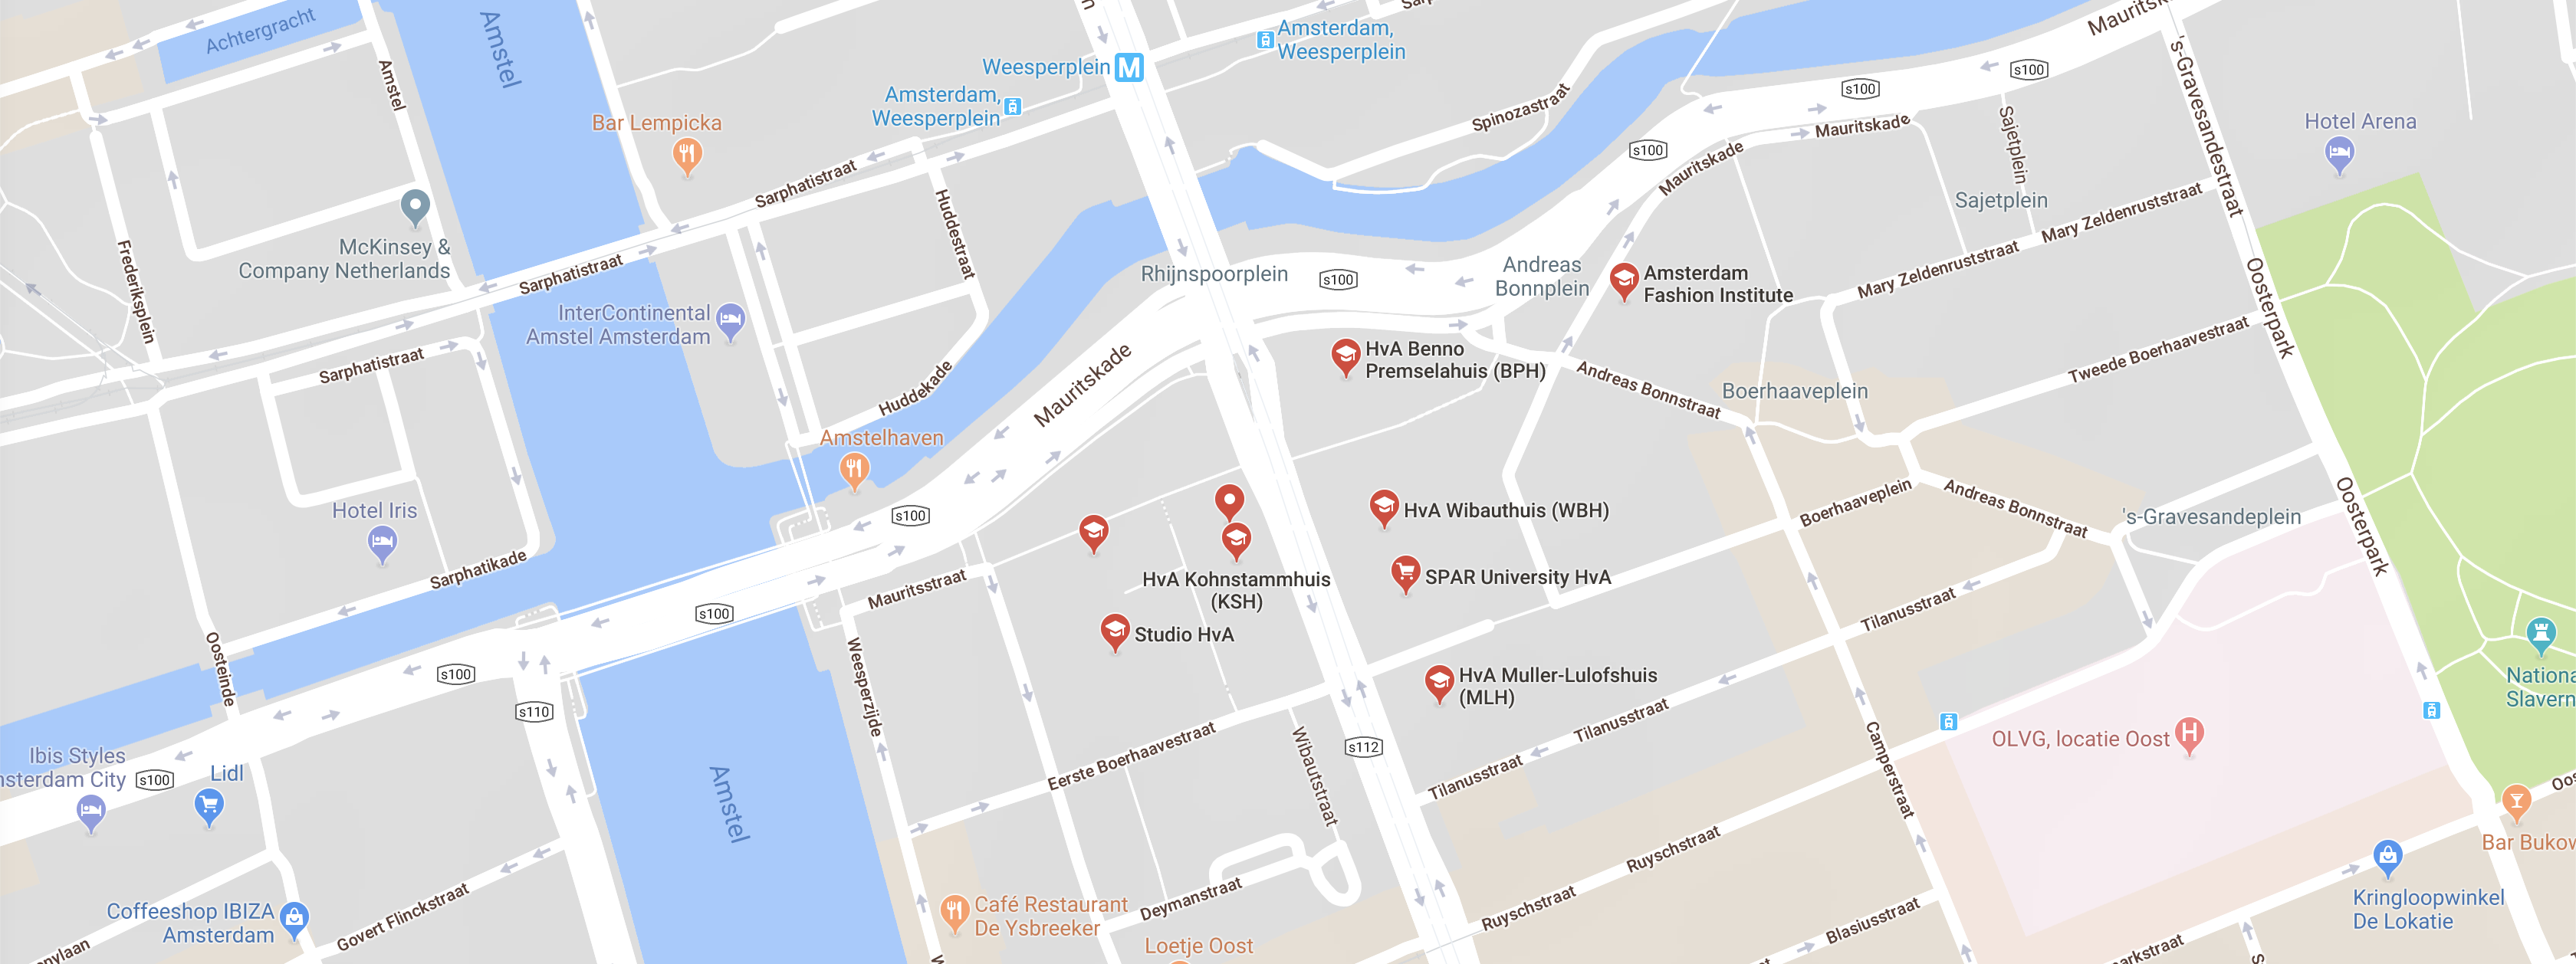 Achtergracht
Amstel
Amstel
Weesperplein
M
Amsterdam,
Weesperplein
Amsterdam,
Weesperplein
Bar Lempicka
Sarphatistraat
Huddestraat
Spinozastraat
s100
s100
s100
Mauritskade
Mauritskade
Sajetplein
Sajetplein
's-Gravesandestraat
Hotel Arena
McKinsey &
Company Netherlands
Frederiksplein
Sarphatistraat
InterContinental
Amstel Amsterdam
Rhijnspoorplein
s100
Andreas
Bonnplein
Amsterdam
Fashion Institute
Mary Zeldenruststraat
Mary Zeldenruststraat
Oosterpark
Sarphatistraat
Huddekade
Mauritskade
HvA Benno
Premselahuis (BPH)
Andreas Bonnstraat
Boerhaaveplein
Tweede Boerhaavestraat
Amstelhaven
Hotel Iris
s100
HvA Wibauthuis (WBH)
Boerhaaveplein
Andreas Bonnstraat
's-Gravesandeplein
Oosterpark
Sarphatikade
s100
Mauritsstraat
HvA Kohnstammhuis
(KSH)
SPAR University HvA
Tilanusstraat
Studio HvA
Oosteinde
s100
s110
Weesperzijde
HvA Muller-Lulofshuis
(MLH)
Tilanusstraat
Nationa
Slavern
Ibis Styles
msterdam City
s100
Lidl
Amstel
Eerste Boerhaavestraat
Wibautstraat
s112
Tilanusstraat
Camperstraat
OLVG, locatie Oost
H
Oos
Bar Bukow
Ruyschstraat
Coffeeshop IBIZA
Amsterdam
Govert Flinckstraat
Café Restaurant
De Ysbreeker
Deymanstraat
Loetje Oost
Ruyschstraat
Blasiusstraat
Kringloopwinkel
De Lokatie
arkstraat